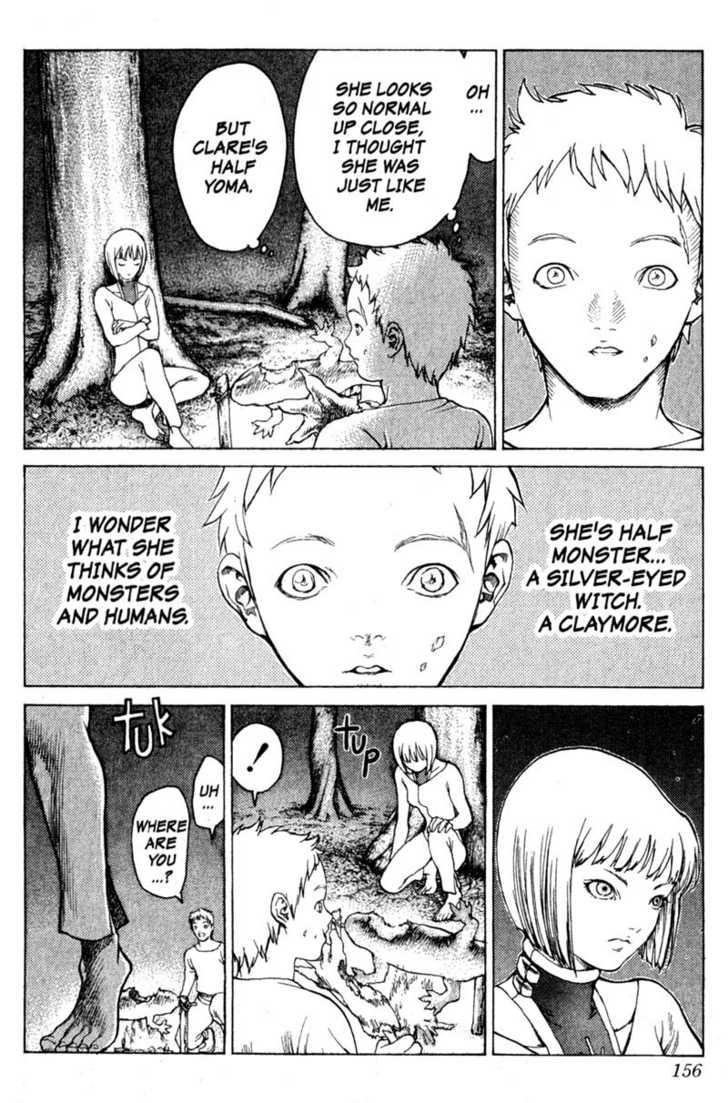 OH
...
SHE LOOKS
SO NORMAL
UP CLOSE,
I THOUGHT
SHE WAS
JUST LIKE
ME.
BUT
CLARE'S
HALF
YOMA.
SHE'S HALF
MONSTER...
A SILVER-EYED
WITCH.
A CLAYMORE.
I WONDER
WHAT SHE
THINKS OF
MONSTERS
AND HUMANS.
TUP
!
UH
...
WHERE
ARE
YOU
...?
TUK
156